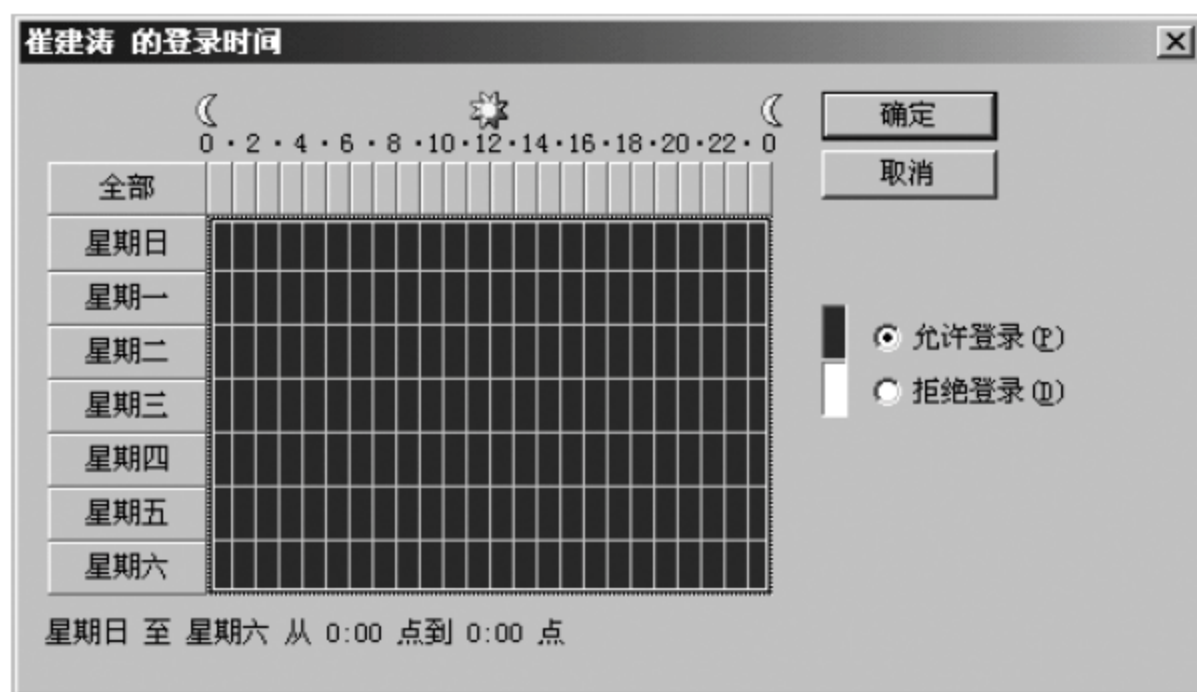 崔建涛 的登录时间
0 · 2 · 4 · 6 · 8 · 10 · 12 · 14 · 16 · 18 · 20 · 22 · 0
确定
取消
全部
星期日
星期一
星期二
星期三
星期四
星期五
星期六
允许登录(P)
拒绝登录(D)
星期日 至 星期六 从 0:00 点到 0:00 点